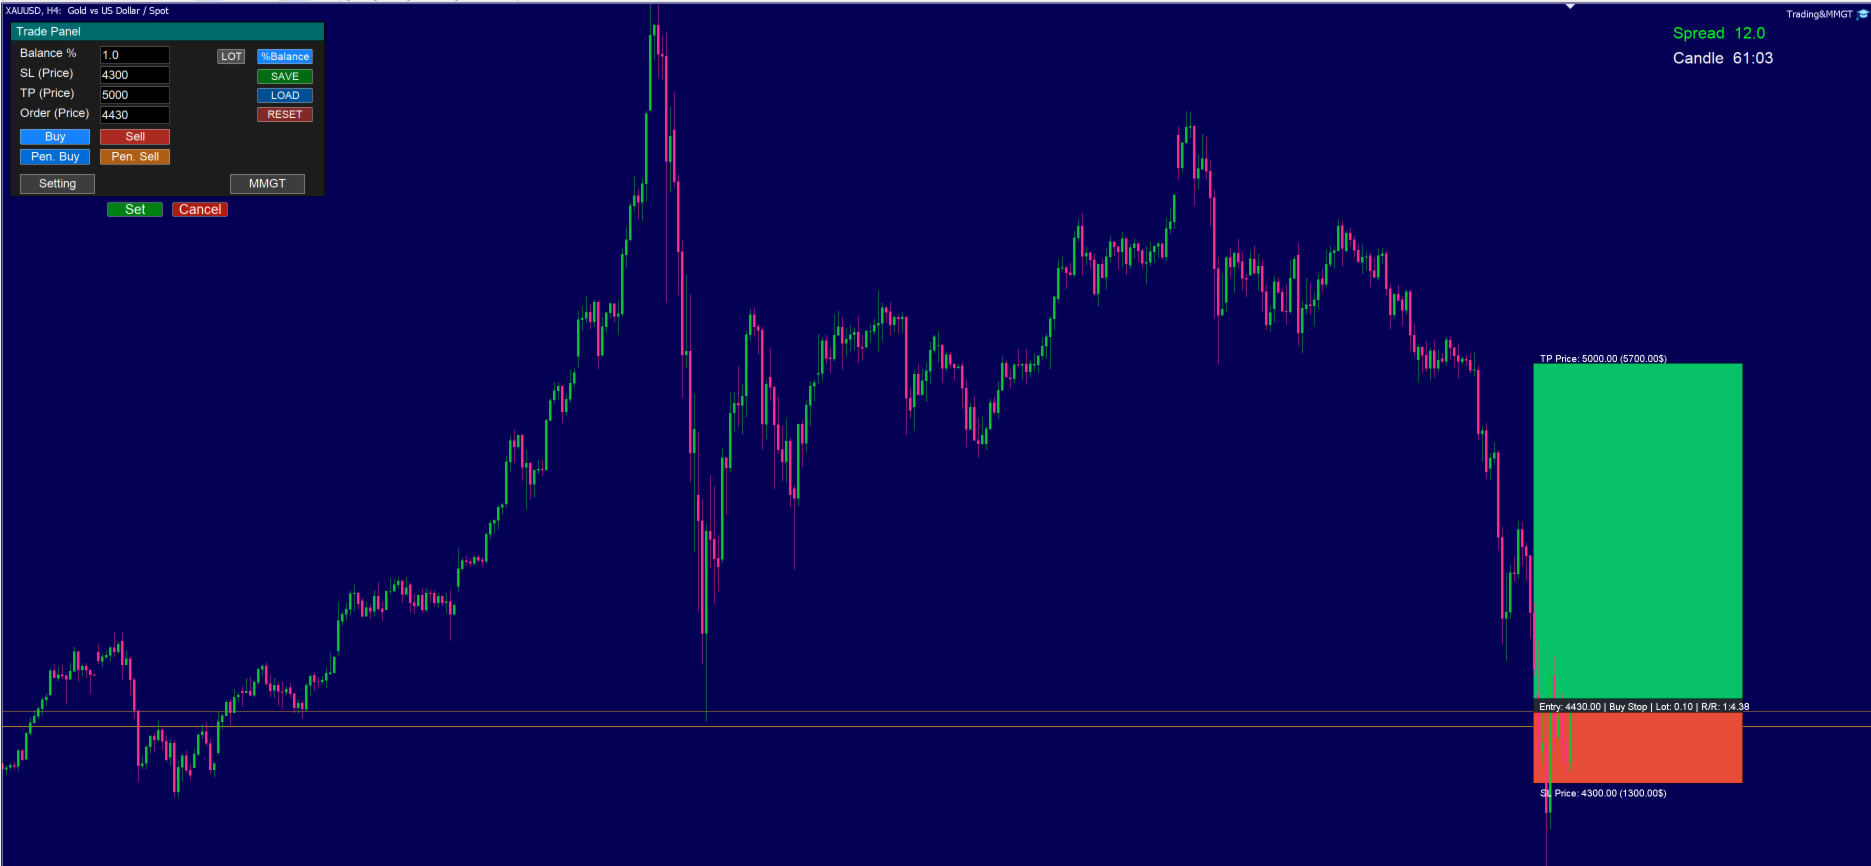 XAUUSD, H4: Gold vs US Dollar / Spot
Trading&MMGT
Trade Panel
Balance % 1.0 LOT %Balance
SL (Price) 4300 SAVE
TP (Price) 5000 LOAD
Order (Price) 4430 RESET
Buy Sell
Pen. Buy Pen. Sell
Setting MMGT
Set Cancel
Spread 12.0
Candle 61:03
TP Price: 5000.00 (5700.00$)
Entry: 4430.00 | Buy Stop | Lot: 0.10 | R/R: 1:4.38
SL Price: 4300.00 (1300.00$)